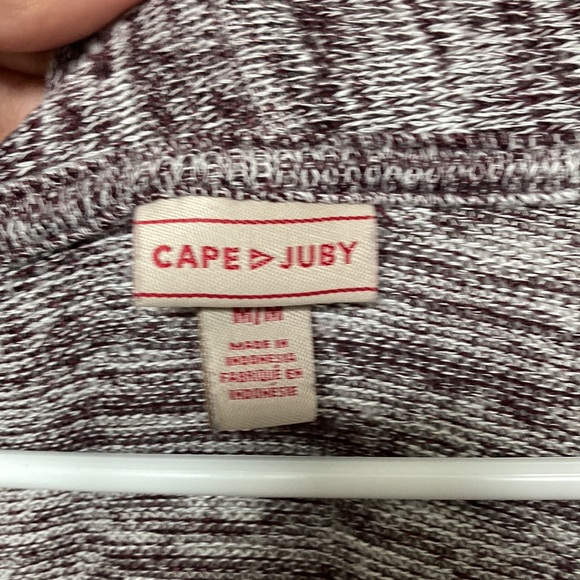 CAPE ▷ JUBY
M/M
MADE IN
INDONESIA
FABRIQUÉ EN
INDONÉSIE